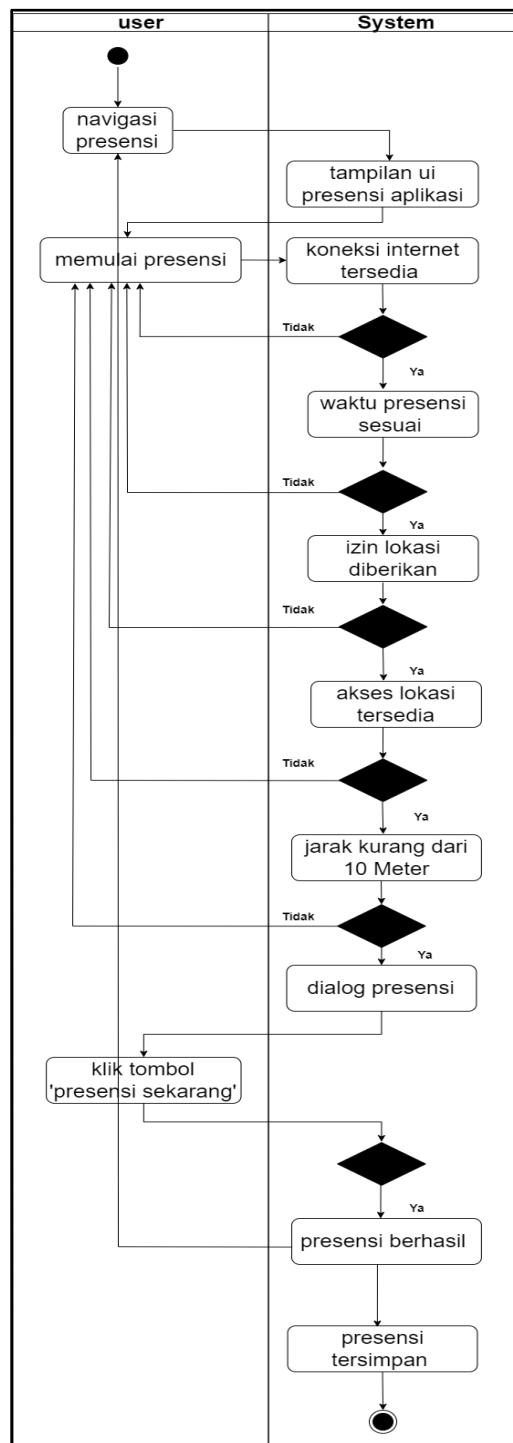 user
System
navigasi
presensi
tampilan ui
presensi aplikasi
memulai presensi
koneksi internet
tersedia
Tidak
Ya
waktu presensi
sesuai
Tidak
Ya
izin lokasi
diberikan
Tidak
Ya
akses lokasi
tersedia
Tidak
Ya
jarak kurang dari
10 Meter
Tidak
Ya
dialog presensi
klik tombol
'presensi sekarang'
Ya
presensi berhasil
presensi
tersimpan